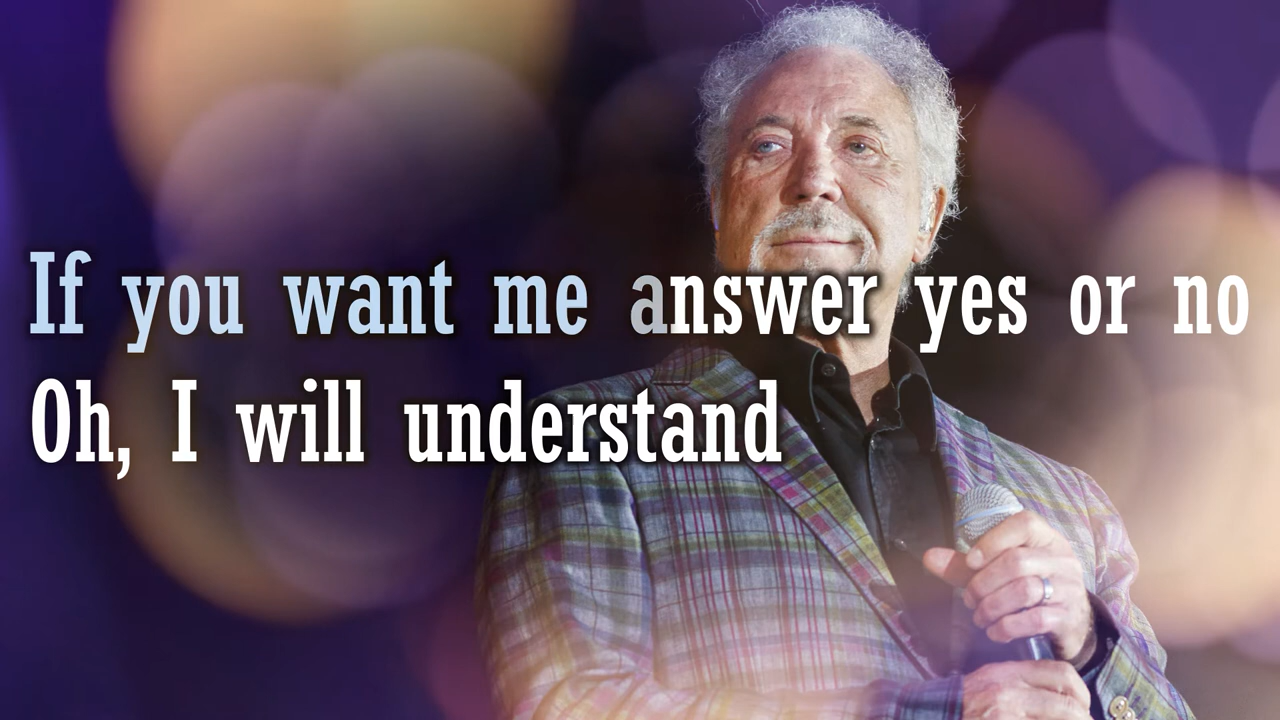 If you want me answer yes or no
Oh, I will understand